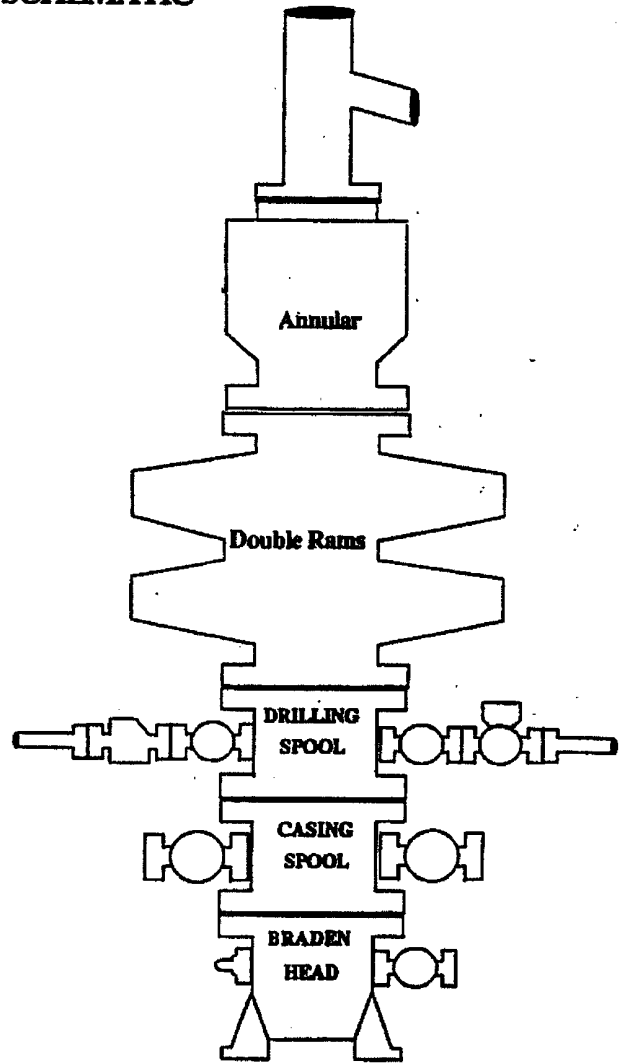 Annular
Double Rams
DRILLING
SPOOL
CASING
SPOOL
BRADEN
HEAD